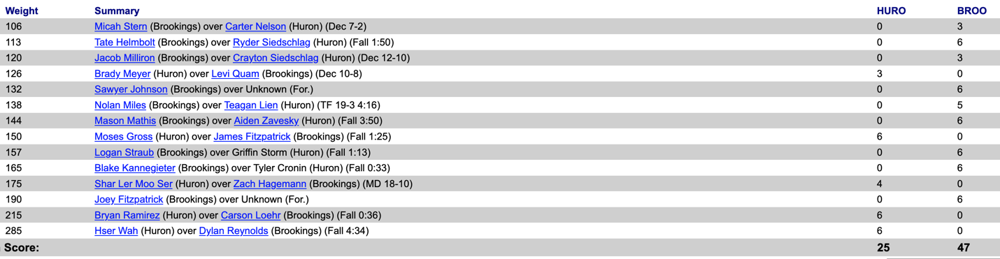 Weight Summary HURO BROO
106 Micah Stern (Brookings) over Carter Nelson (Huron) (Dec 7-2) 0 3
113 Tate Helmbolt (Brookings) over Ryder Siedschlag (Huron) (Fall 1:50) 0 6
120 Jacob Milliron (Brookings) over Crayton Siedschlag (Huron) (Dec 12-10) 0 3
126 Brady Meyer (Huron) over Levi Quam (Brookings) (Dec 10-8) 3 0
132 Sawyer Johnson (Brookings) over Unknown (For.) 0 6
138 Nolan Miles (Brookings) over Teagan Lien (Huron) (TF 19-3 4:16) 0 5
144 Mason Mathis (Brookings) over Aiden Zavesky (Huron) (Fall 3:50) 0 6
150 Moses Gross (Huron) over James Fitzpatrick (Brookings) (Fall 1:25) 6 0
157 Logan Straub (Brookings) over Griffin Storm (Huron) (Fall 1:13) 0 6
165 Blake Kannegieter (Brookings) over Tyler Cronin (Huron) (Fall 0:33) 0 6
175 Shar Ler Moo Ser (Huron) over Zach Hagemann (Brookings) (MD 18-10) 4 0
190 Joey Fitzpatrick (Brookings) over Unknown (For.) 0 6
215 Bryan Ramirez (Huron) over Carson Loehr (Brookings) (Fall 0:36) 6 0
285 Hser Wah (Huron) over Dylan Reynolds (Brookings) (Fall 4:34) 6 0
Score: 25 47